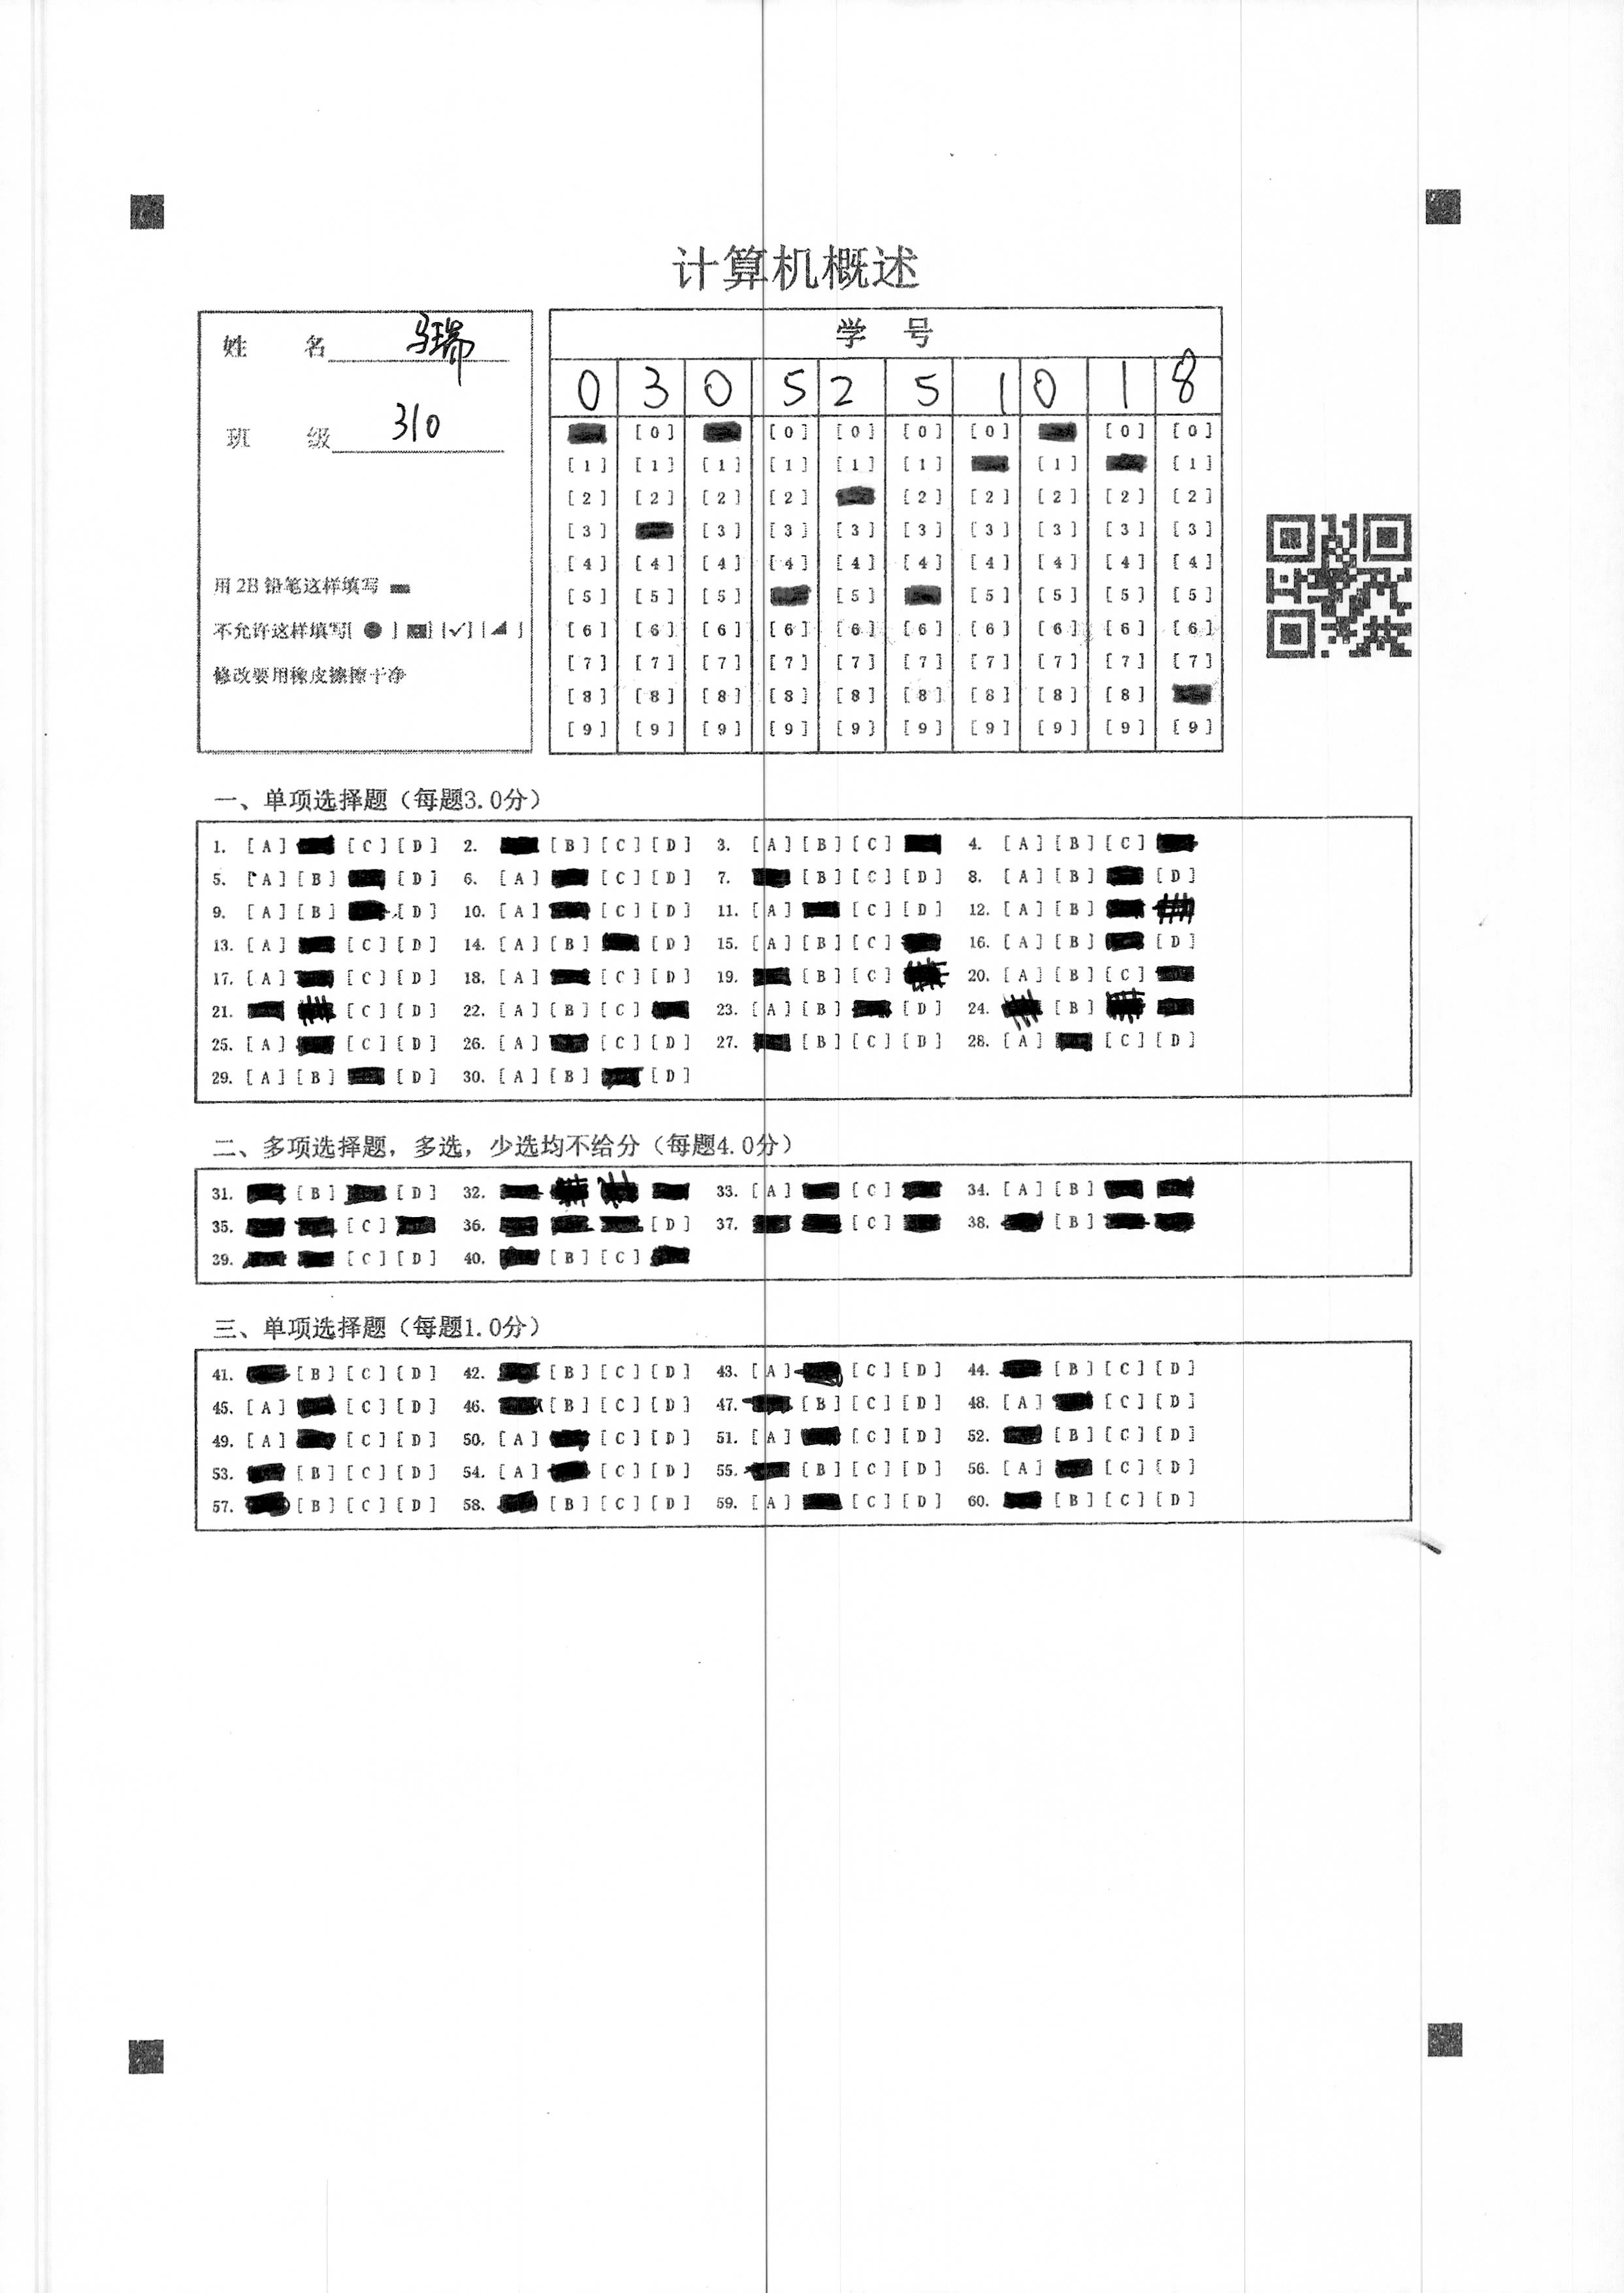 计算机概述
姓 名 马瑞
班 级 310
用 2B 铅笔这样填写
不允许这样填写[ ● ] [ ] [✓] [ ]
修改要用橡皮擦擦干净
学 号
0 3 0 5 2 5 1 0 1 8
[0] [0] [0] [0] [0] [0] [0]
[1] [1] [1] [1] [1] [1] [1] [1]
[2] [2] [2] [2] [2] [2] [2] [2] [2]
[3] [3] [3] [3] [3] [3] [3] [3] [3]
[4] [4] [4] [4] [4] [4] [4] [4] [4] [4]
[5] [5] [5] [5] [5] [5] [5] [5]
[6] [6] [6] [6] [6] [6] [6] [6] [6] [6]
[7] [7] [7] [7] [7] [7] [7] [7] [7] [7]
[8] [8] [8] [8] [8] [8] [8] [8] [8]
[9] [9] [9] [9] [9] [9] [9] [9] [9] [9]
一、单项选择题（每题3.0分）
1. [A] [C] [D] 2. [B] [C] [D] 3. [A] [B] [C] 4. [A] [B] [C]
5. [A] [B] [D] 6. [A] [C] [D] 7. [B] [C] [D] 8. [A] [B] [D]
9. [A] [B] [D] 10. [A] [C] [D] 11. [A] [C] [D] 12. [A] [B]
13. [A] [C] [D] 14. [A] [B] [D] 15. [A] [B] [C] 16. [A] [B] [D]
17. [A] [C] [D] 18. [A] [C] [D] 19. [B] [C] 20. [A] [B] [C]
21. [C] [D] 22. [A] [B] [C] 23. [A] [B] [D] 24. [B]
25. [A] [C] [D] 26. [A] [C] [D] 27. [B] [C] [D] 28. [A] [C] [D]
29. [A] [B] [D] 30. [A] [B] [D]
二、多项选择题，多选，少选均不给分（每题4.0分）
31. [B] [D] 32. 33. [A] [C] 34. [A] [B]
35. [C] 36. [D] 37. [C] 38. [B]
39. [C] [D] 40. [B] [C]
三、单项选择题（每题1.0分）
41. [B] [C] [D] 42. [B] [C] [D] 43. [A] [C] [D] 44. [B] [C] [D]
45. [A] [C] [D] 46. [B] [C] [D] 47. [B] [C] [D] 48. [A] [C] [D]
49. [A] [C] [D] 50. [A] [C] [D] 51. [A] [C] [D] 52. [B] [C] [D]
53. [B] [C] [D] 54. [A] [C] [D] 55. [B] [C] [D] 56. [A] [C] [D]
57. [B] [C] [D] 58. [B] [C] [D] 59. [A] [C] [D] 60. [B] [C] [D]